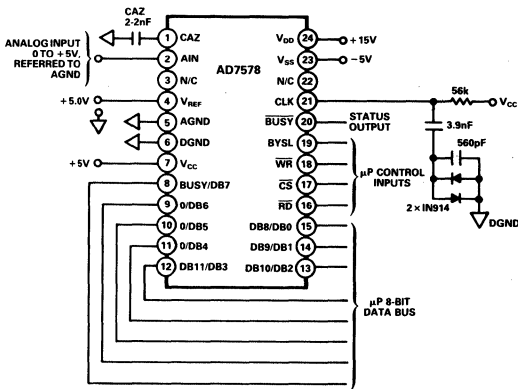 CAZ
2-2nF
ANALOG INPUT
0 TO +5V,
REFERRED TO
AGND
+5.0V
+5V
AD7578
1 CAZ
2 AIN
3 N/C
4 VREF
5 AGND
6 DGND
7 VCC
8 BUSY/DB7
9 0/DB6
10 0/DB5
11 0/DB4
12 DB11/DB3
VDD 24
VSS 23
N/C 22
CLK 21
BUSY 20
BYSL 19
WR 18
CS 17
RD 16
DB8/DB0 15
DB9/DB1 14
DB10/DB2 13
+15V
−5V
56k
VCC
3.9nF
560pF
2 × IN914
DGND
STATUS
OUTPUT
μP CONTROL
INPUTS
μP 8-BIT
DATA BUS